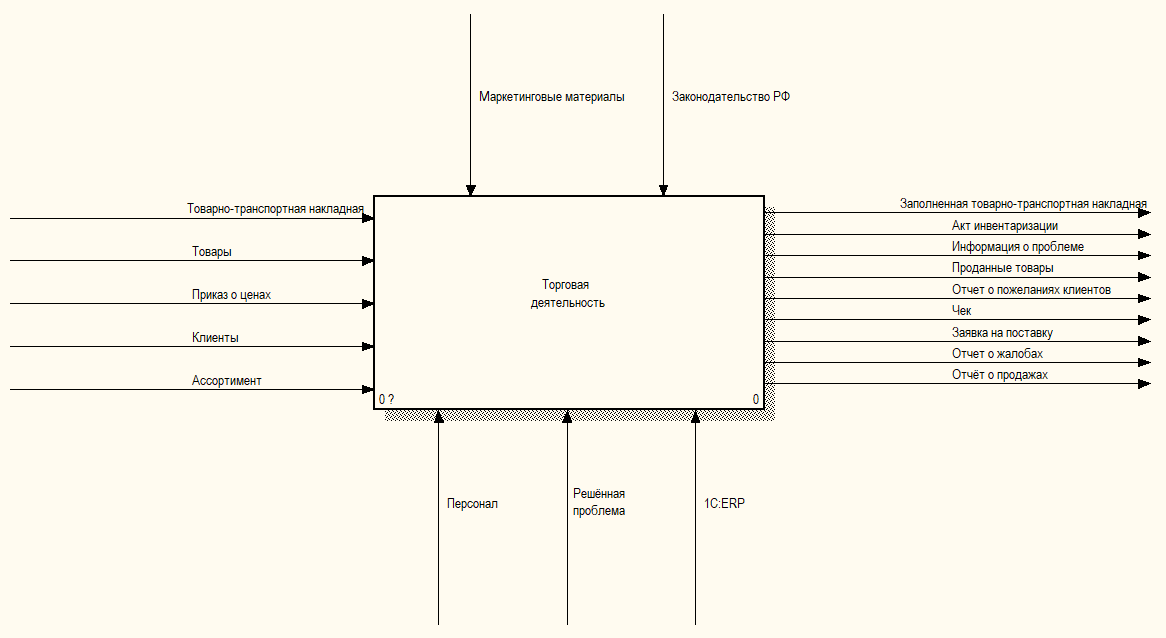 Маркетинговые материалы
Законодательство РФ
Товарно-транспортная накладная
Товары
Приказ о ценах
Клиенты
Ассортимент
Торговая
деятельность
0 ?
0
Заполненная товарно-транспортная накладная
Акт инвентаризации
Информация о проблеме
Проданные товары
Отчет о пожеланиях клиентов
Чек
Заявка на поставку
Отчет о жалобах
Отчёт о продажах
Персонал
Решённая
проблема
1C:ERP